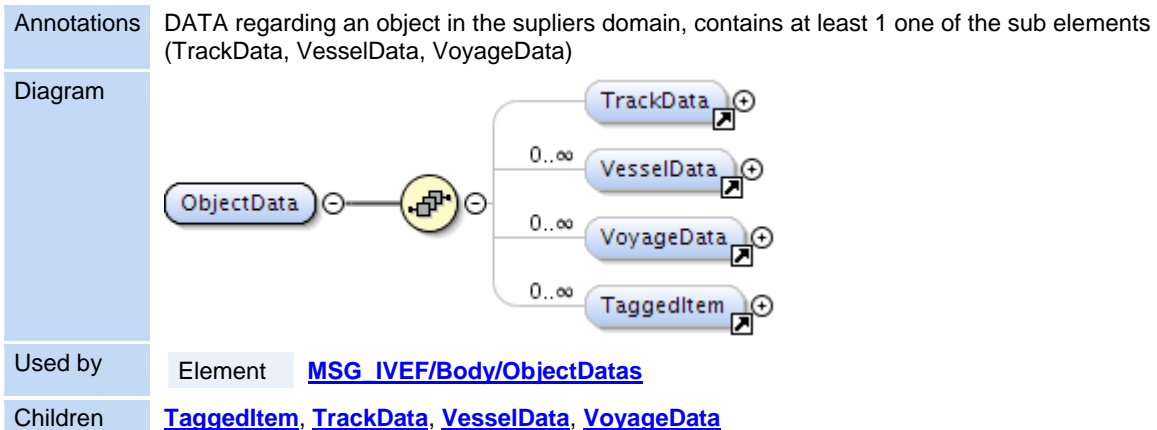 Annotations DATA regarding an object in the supliers domain, contains at least 1 one of the sub elements
(TrackData, VesselData, VoyageData)
Diagram
TrackData
0..∞
VesselData
ObjectData
0..∞
VoyageData
0..∞
TaggedItem
Used by Element MSG_IVEF/Body/ObjectDatas
Children TaggedItem, TrackData, VesselData, VoyageData